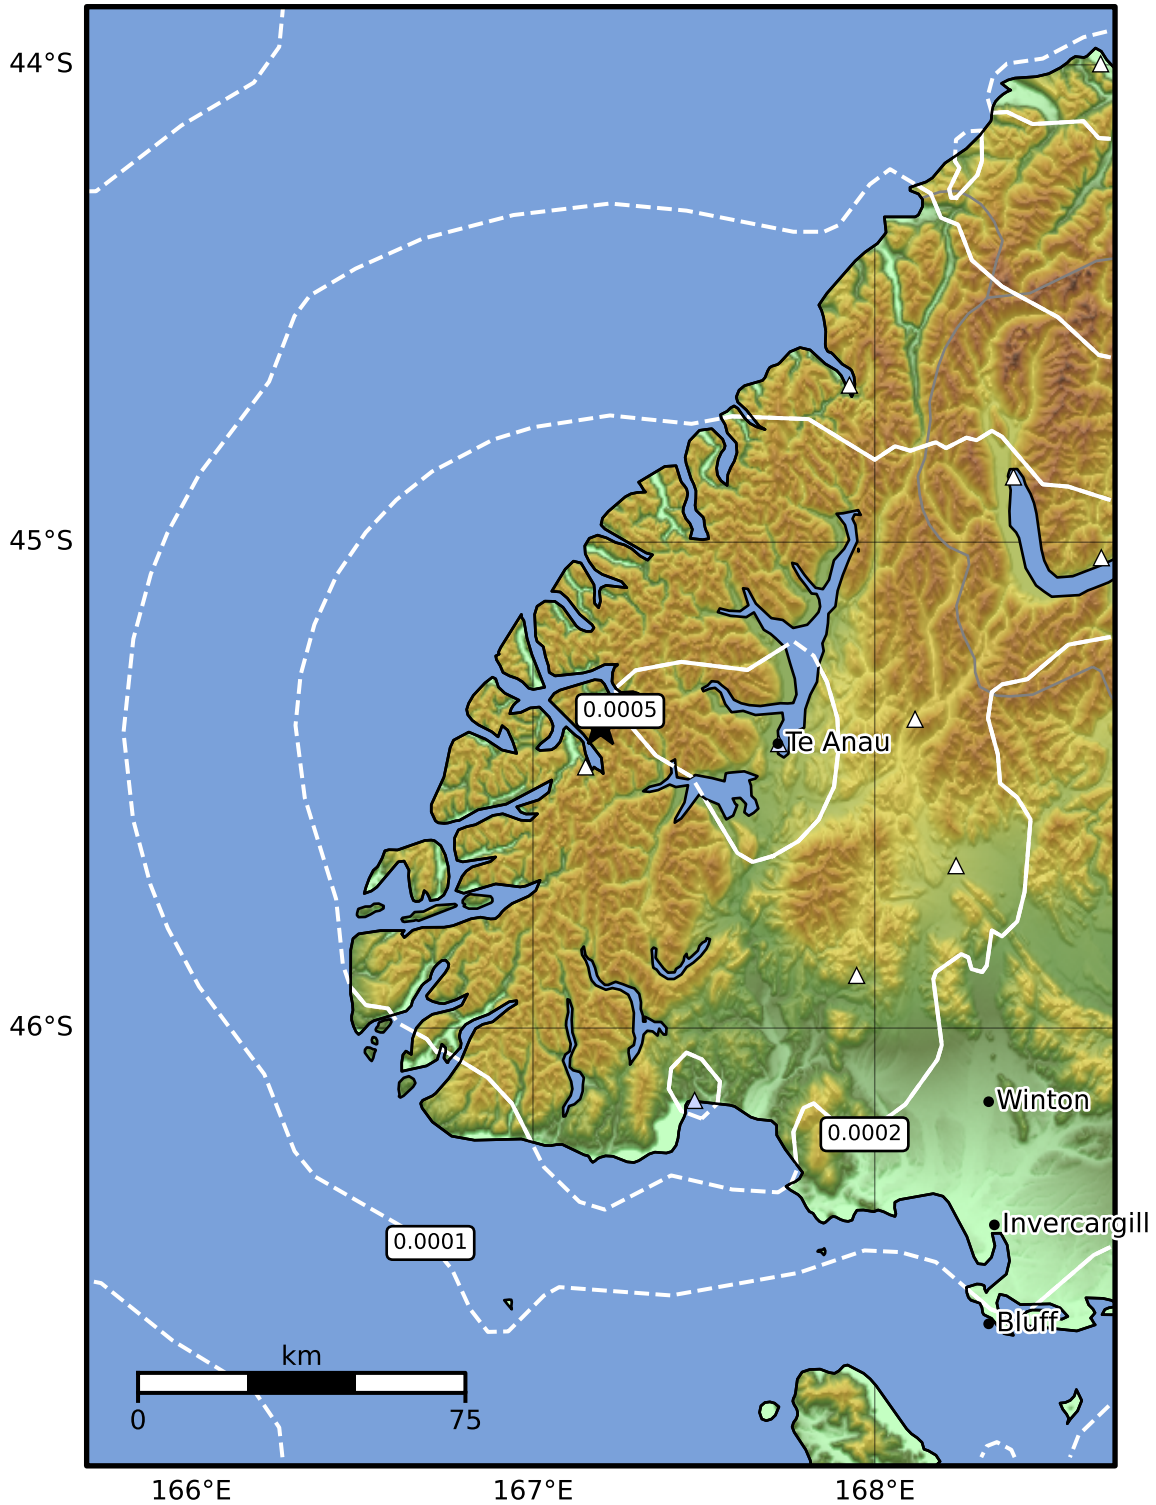 44°S
45°S
0.0005
Te Anau
46°S
Winton
0.0002
Invercargill
0.0001
Bluff
km
0 75
166°E 167°E 168°E